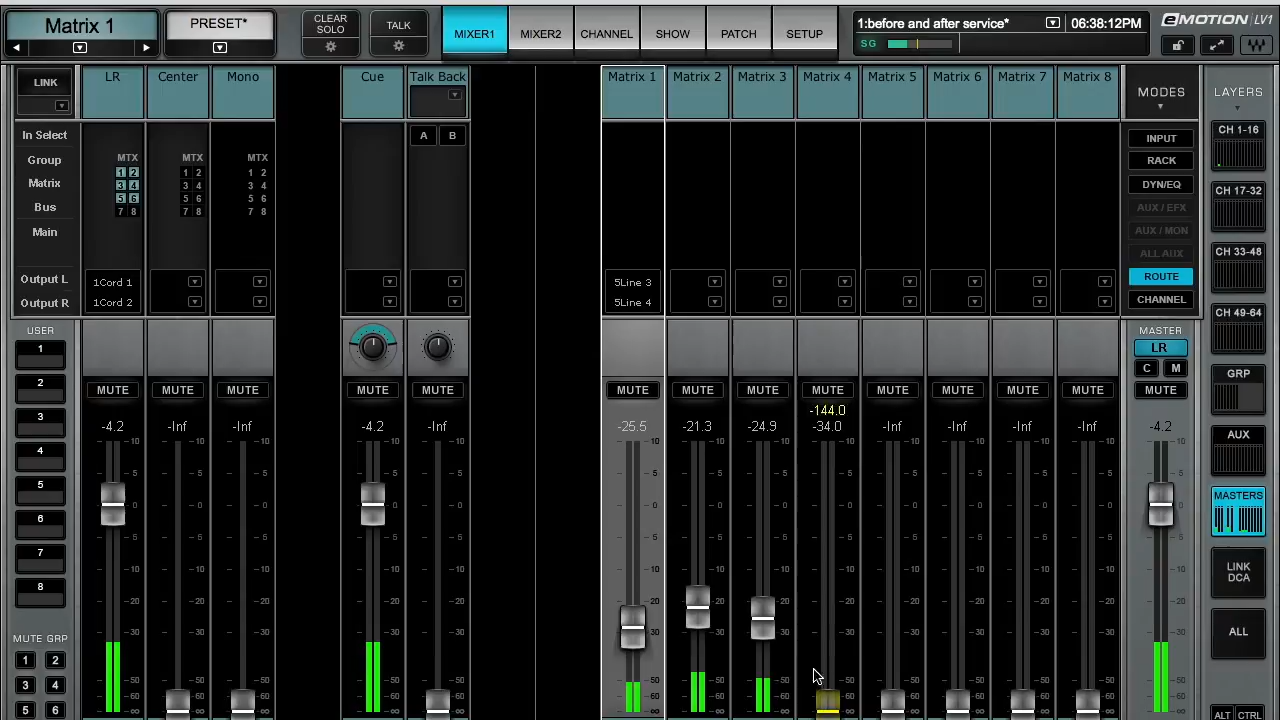 Matrix 1
PRESET*
CLEAR SOLO
TALK
MIXER1
MIXER2
CHANNEL
SHOW
PATCH
SETUP
1:before and after service*
06:38:12PM
SG
eMOTION LV1
LINK
LR
Center
Mono
Cue
Talk Back
Matrix 1
Matrix 2
Matrix 3
Matrix 4
Matrix 5
Matrix 6
Matrix 7
Matrix 8
MODES
LAYERS
In Select
Group
Matrix
Bus
Main
Output L
Output R
MTX
1 2
3 4
5 6
7 8
MTX
1 2
3 4
5 6
7 8
MTX
1 2
3 4
5 6
7 8
A B
1Cord 1
1Cord 2
5Line 3
5Line 4
INPUT
RACK
DYN/EQ
AUX / EFX
AUX / MON
ALL AUX
ROUTE
CHANNEL
CH 1-16
CH 17-32
CH 33-48
CH 49-64
GRP
AUX
MASTERS
LINK DCA
ALL
ALT CTRL
USER
1
2
3
4
5
6
7
8
MUTE GRP
1 2
3 4
5 6
MASTER
LR
C M
MUTE
MUTE MUTE MUTE MUTE MUTE MUTE MUTE MUTE MUTE MUTE MUTE MUTE MUTE
-144.0
-4.2 -Inf -Inf -4.2 -Inf -25.5 -21.3 -24.9 -34.0 -Inf -Inf -Inf -Inf -4.2
10
5
0
5
10
20
30
50
60
∞